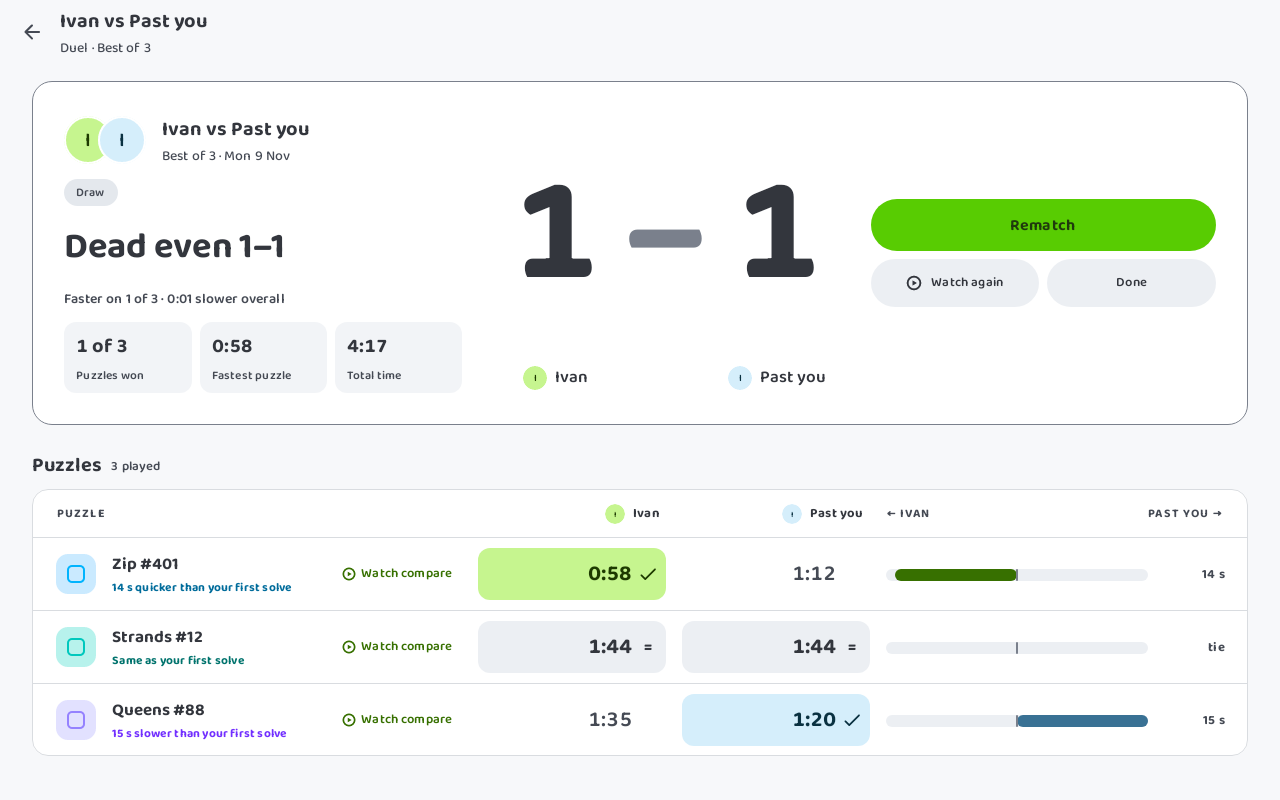 Ivan vs Past you
Duel · Best of 3
I
I
Ivan vs Past you
Best of 3 · Mon 9 Nov
Draw
Dead even 1–1
Faster on 1 of 3 · 0:01 slower overall
1 of 3
Puzzles won
0:58
Fastest puzzle
4:17
Total time
1 – 1
I
Ivan
I
Past you
Rematch
Watch again
Done
Puzzles
3 played
PUZZLE
I
Ivan
I
Past you
← IVAN
PAST YOU →
Zip #401
14 s quicker than your first solve
Watch compare
0:58
1:12
14 s
Strands #12
Same as your first solve
Watch compare
1:44 =
1:44 =
tie
Queens #88
15 s slower than your first solve
Watch compare
1:35
1:20
15 s